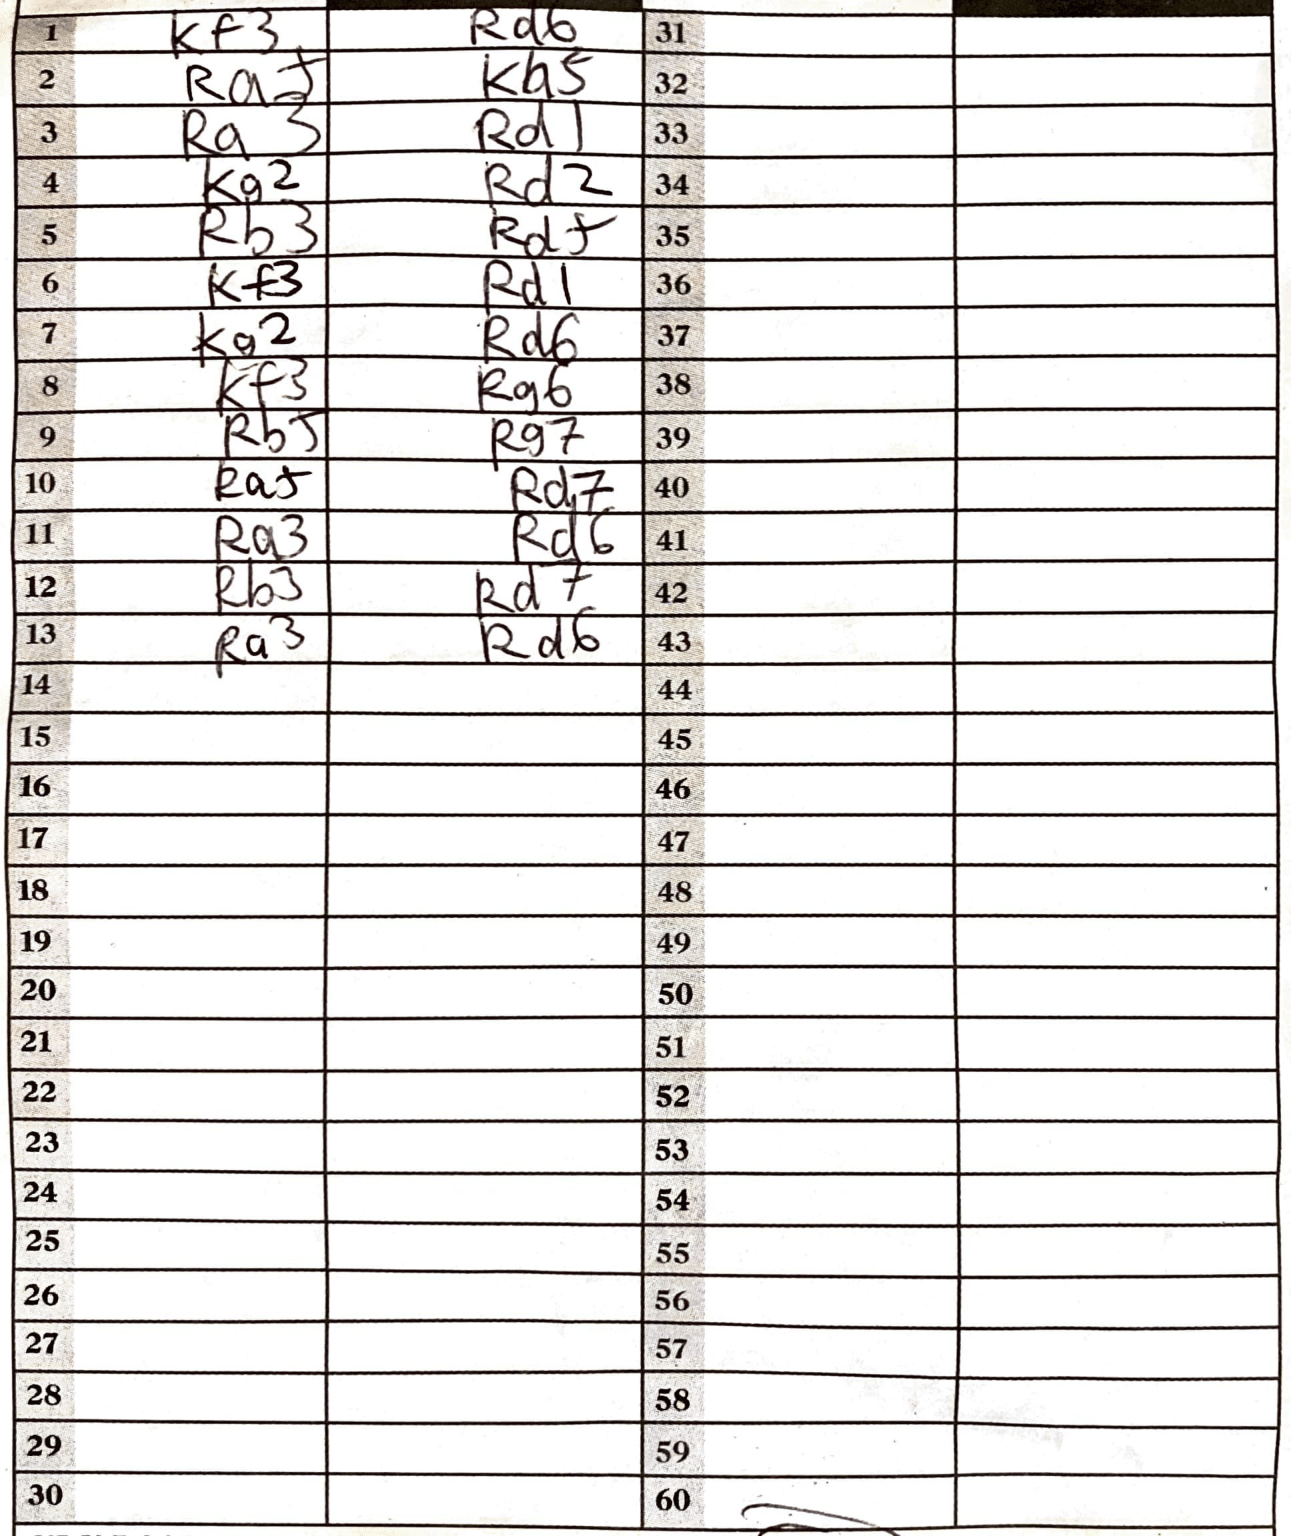 1 Kf3 Rd6 31
2 Ra5 Kh5 32
3 Ra3 Rd1 33
4 Kg2 Rd2 34
5 Rb3 Rd5 35
6 Kf3 Rd1 36
7 Kg2 Rd6 37
8 Kf3 Rg6 38
9 Rb5 Rg7 39
10 Ra5 Rd7 40
11 Ra3 Rd6 41
12 Rb3 Rd7 42
13 Ra3 Rd6 43
14 44
15 45
16 46
17 47
18 48
19 49
20 50
21 51
22 52
23 53
24 54
25 55
26 56
27 57
28 58
29 59
30 60